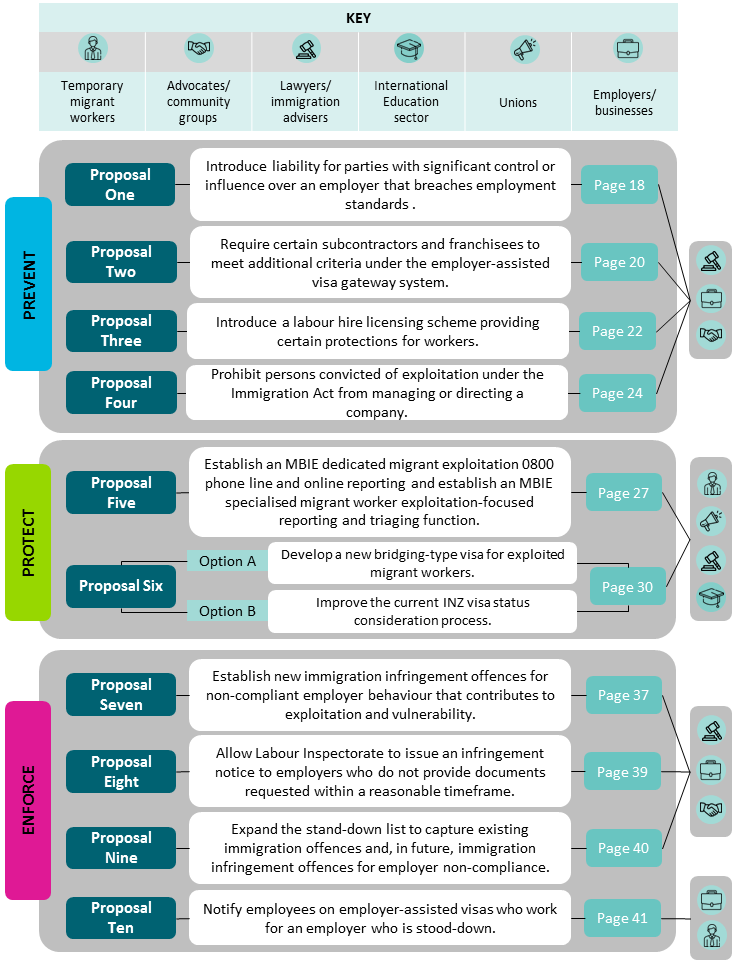 KEY
Temporary
migrant
workers
Advocates/
community
groups
Lawyers/
immigration
advisers
International
Education
sector
Unions
Employers/
businesses
PREVENT
Proposal
One
Introduce liability for parties with significant control or
influence over an employer that breaches employment
standards .
Page 18
Proposal
Two
Require certain subcontractors and franchisees to
meet additional criteria under the employer-assisted
visa gateway system.
Page 20
Proposal
Three
Introduce a labour hire licensing scheme providing
certain protections for workers.
Page 22
Proposal
Four
Prohibit persons convicted of exploitation under the
Immigration Act from managing or directing a
company.
Page 24
PROTECT
Proposal
Five
Establish an MBIE dedicated migrant exploitation 0800
phone line and online reporting and establish an MBIE
specialised migrant worker exploitation-focused
reporting and triaging function.
Page 27
Proposal Six
Option A
Develop a new bridging-type visa for exploited
migrant workers.
Option B
Improve the current INZ visa status
consideration process.
Page 30
ENFORCE
Proposal
Seven
Establish new immigration infringement offences for
non-compliant employer behaviour that contributes to
exploitation and vulnerability.
Page 37
Proposal
Eight
Allow Labour Inspectorate to issue an infringement
notice to employers who do not provide documents
requested within a reasonable timeframe.
Page 39
Proposal
Nine
Expand the stand-down list to capture existing
immigration offences and, in future, immigration
infringement offences for employer non-compliance.
Page 40
Proposal
Ten
Notify employees on employer-assisted visas who work
for an employer who is stood-down.
Page 41